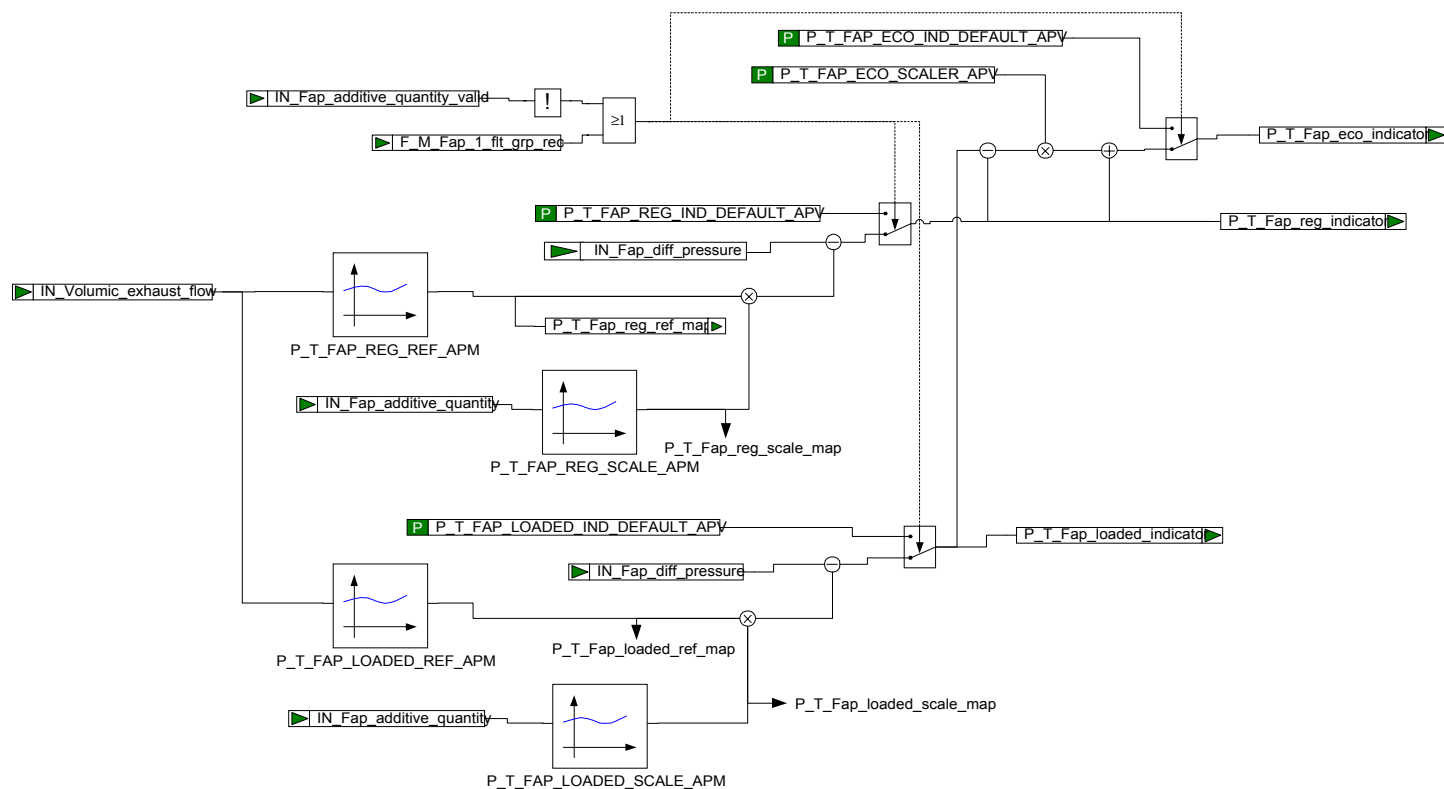 P P_T_FAP_ECO_IND_DEFAULT_APV
P P_T_FAP_ECO_SCALER_APV
IN_Fap_additive_quantity_valid
!
≥1
F_M_Fap_1_flt_grp_rec
P_T_Fap_eco_indicator
P P_T_FAP_REG_IND_DEFAULT_APV
P_T_Fap_reg_indicator
IN_Fap_diff_pressure
IN_Volumic_exhaust_flow
P_T_Fap_reg_ref_map
P_T_FAP_REG_REF_APM
IN_Fap_additive_quantity
P_T_Fap_reg_scale_map
P_T_FAP_REG_SCALE_APM
P P_T_FAP_LOADED_IND_DEFAULT_APV
P_T_Fap_loaded_indicator
IN_Fap_diff_pressure
P_T_Fap_loaded_ref_map
P_T_FAP_LOADED_REF_APM
P_T_Fap_loaded_scale_map
IN_Fap_additive_quantity
P_T_FAP_LOADED_SCALE_APM